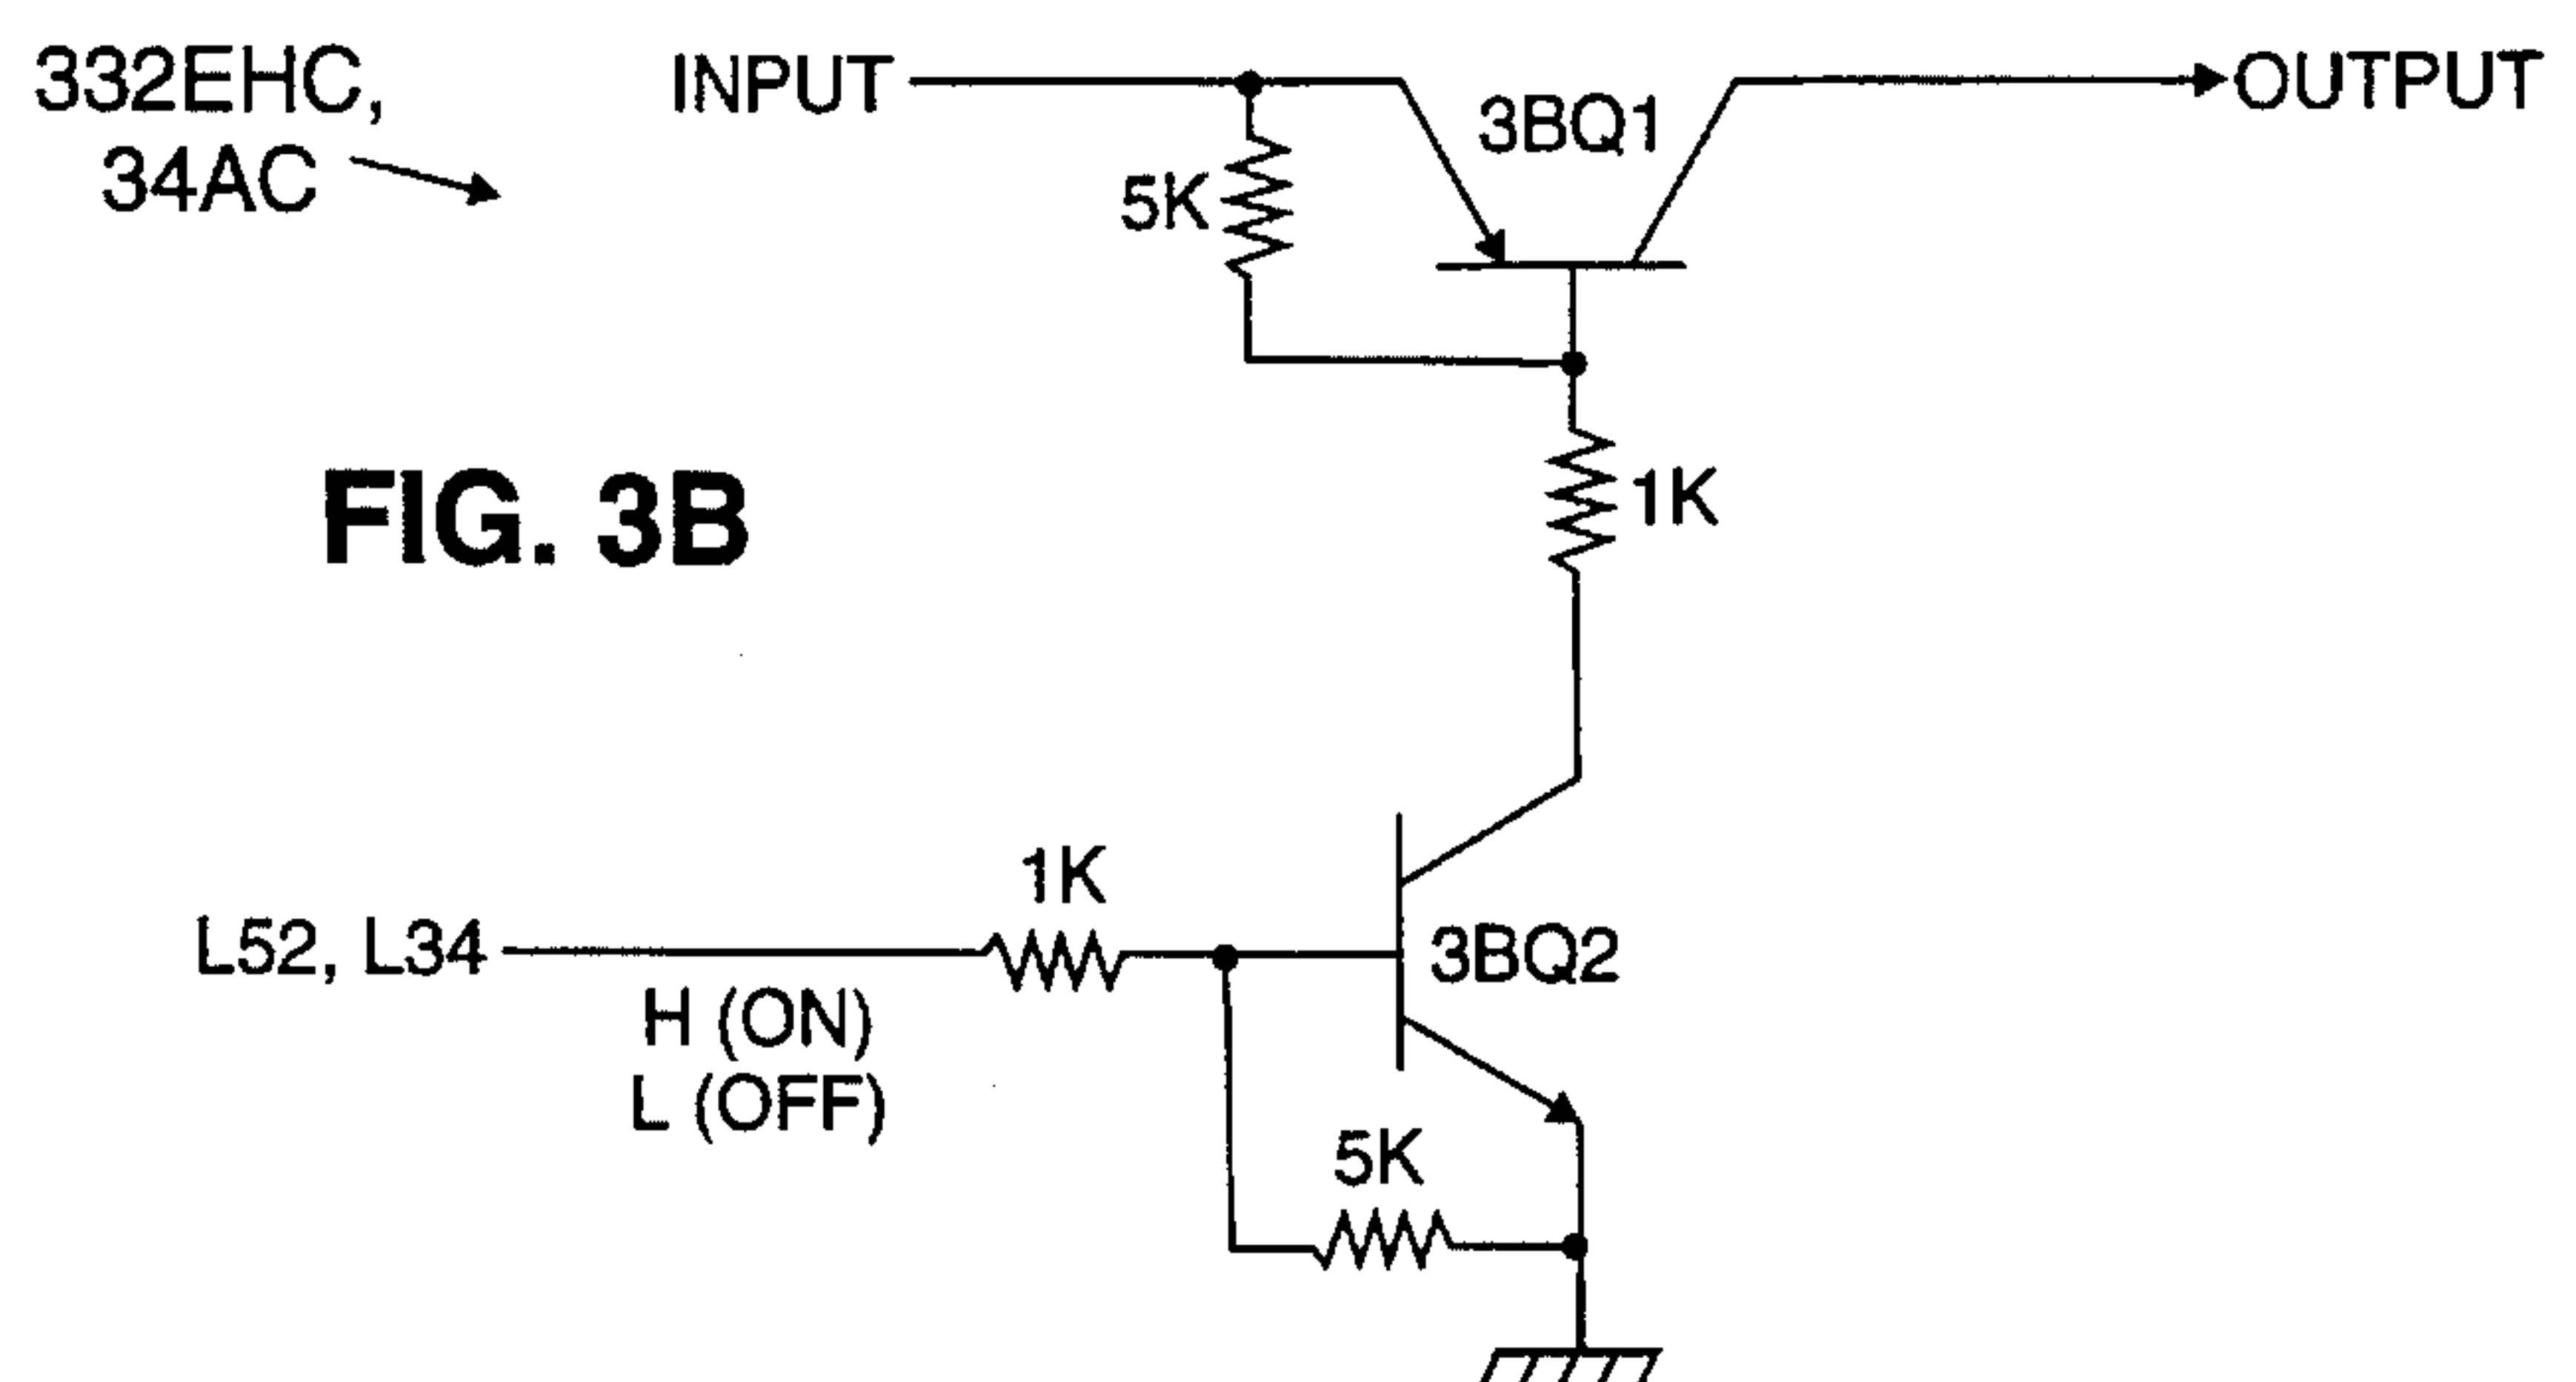 332EHC,
34AC
INPUT
3BQ1
OUTPUT
5K
1K
FIG. 3B
1K
L52, L34
3BQ2
H (ON)
L (OFF)
5K